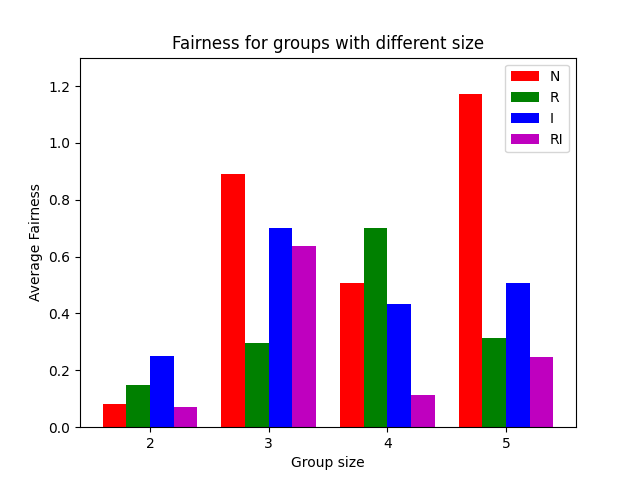 Fairness for groups with different size
N
R
I
RI
Average Fairness
1.2
1.0
0.8
0.6
0.4
0.2
0.0
2 3 4 5
Group size